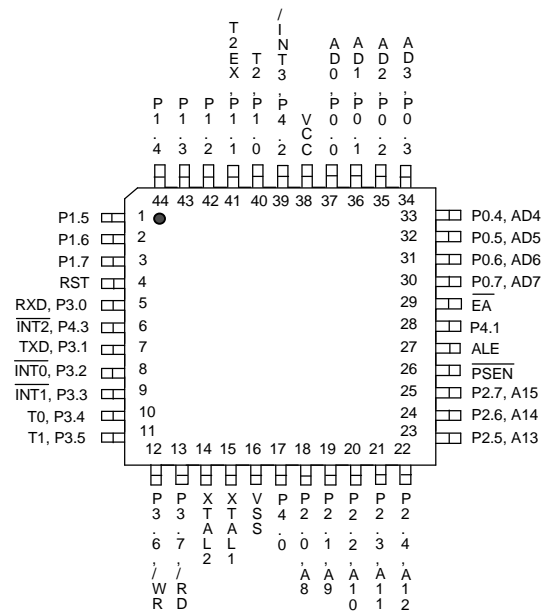 P1.4
P1.3
P1.2
T2EX,P1.1
T2,P1.0
/INT3,P4.2
VCC
AD0,P0.0
AD1,P0.1
AD2,P0.2
AD3,P0.3
44 43 42 41 40 39 38 37 36 35 34
P1.5 1
P1.6 2
P1.7 3
RST 4
RXD, P3.0 5
INT2, P4.3 6
TXD, P3.1 7
INT0, P3.2 8
INT1, P3.3 9
T0, P3.4 10
T1, P3.5 11
33 P0.4, AD4
32 P0.5, AD5
31 P0.6, AD6
30 P0.7, AD7
29 EA
28 P4.1
27 ALE
26 PSEN
25 P2.7, A15
24 P2.6, A14
23 P2.5, A13
12 13 14 15 16 17 18 19 20 21 22
P3.6,/WR
P3.7,/RD
XTAL2
XTAL1
VSS
P4.0
P2.0,A8
P2.1,A9
P2.2,A10
P2.3,A11
P2.4,A12